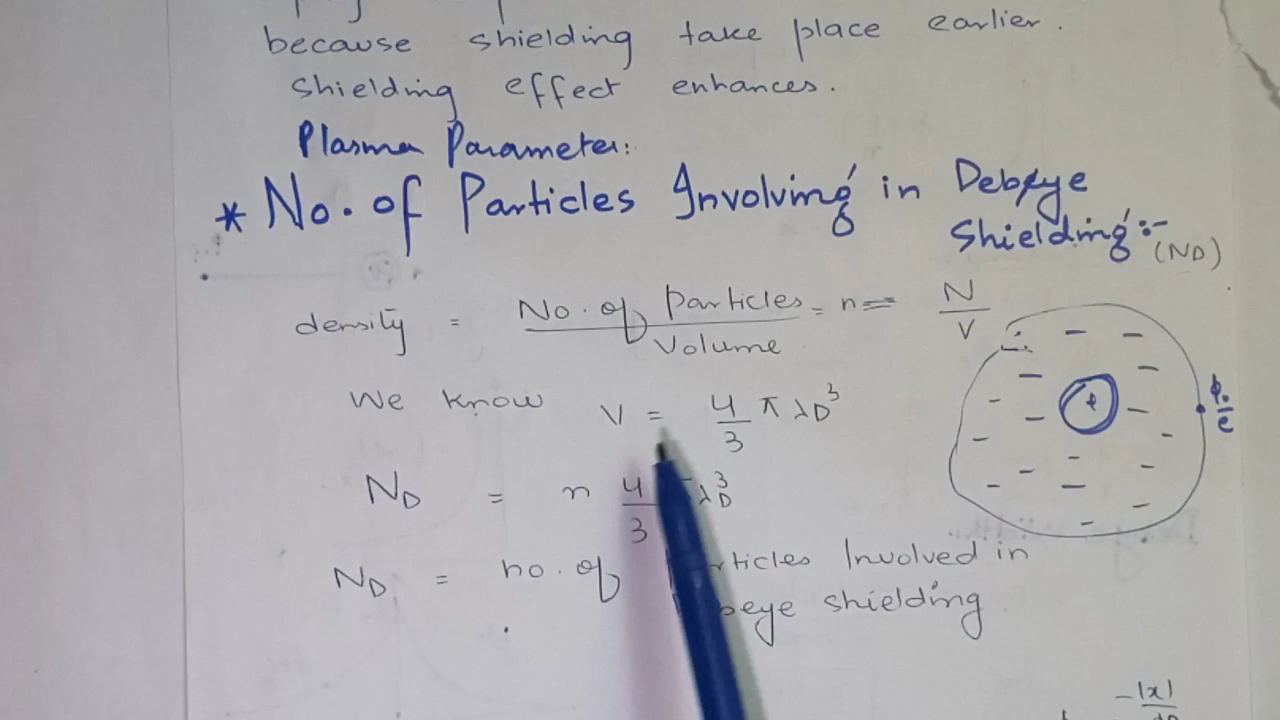 because shielding take place earlier.
shielding effect enhances.
Plasma Parameter:
* No. of Particles Involving in Debye
Shielding:- (ND)
density = No. of particles / Volume = n = N / V
We know V = 4/3 π λD³
ND = n 4/3 λD³
ND = no. of Involved in
shielding
+
φ₀/e
-|x|